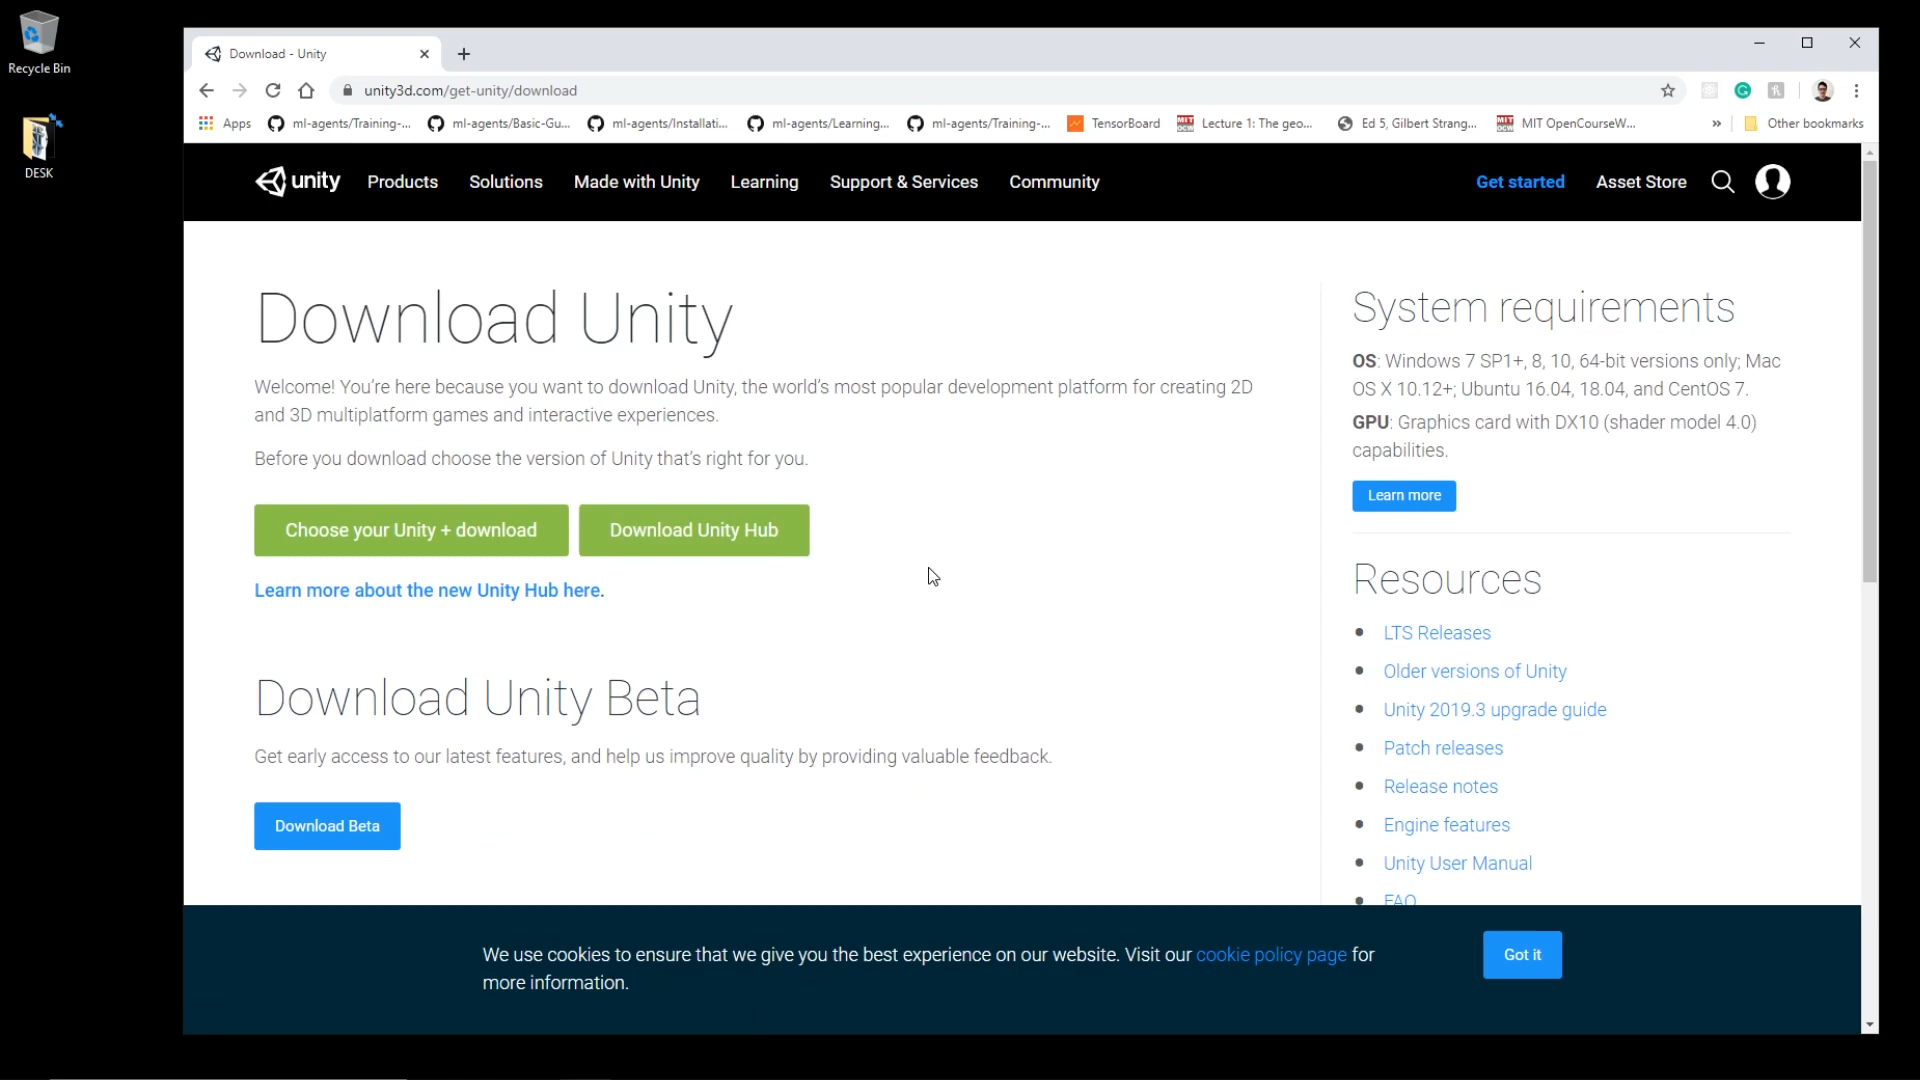 Recycle Bin
DESK
Download - Unity
unity3d.com/get-unity/download
Apps
ml-agents/Training-...
ml-agents/Basic-Gu...
ml-agents/Installati...
ml-agents/Learning...
ml-agents/Training-...
TensorBoard
Lecture 1: The geo...
Ed 5, Gilbert Strang...
MIT OpenCourseW...
»
Other bookmarks
unity
Products
Solutions
Made with Unity
Learning
Support & Services
Community
Get started
Asset Store
Download Unity
Welcome! You're here because you want to download Unity, the world's most popular development platform for creating 2D
and 3D multiplatform games and interactive experiences.
Before you download choose the version of Unity that's right for you.
Choose your Unity + download
Download Unity Hub
Learn more about the new Unity Hub here.
Download Unity Beta
Get early access to our latest features, and help us improve quality by providing valuable feedback.
Download Beta
System requirements
OS: Windows 7 SP1+, 8, 10, 64-bit versions only; Mac
OS X 10.12+; Ubuntu 16.04, 18.04, and CentOS 7.
GPU: Graphics card with DX10 (shader model 4.0)
capabilities.
Learn more
Resources
LTS Releases
Older versions of Unity
Unity 2019.3 upgrade guide
Patch releases
Release notes
Engine features
Unity User Manual
FAQ
We use cookies to ensure that we give you the best experience on our website. Visit our cookie policy page for
more information.
Got it